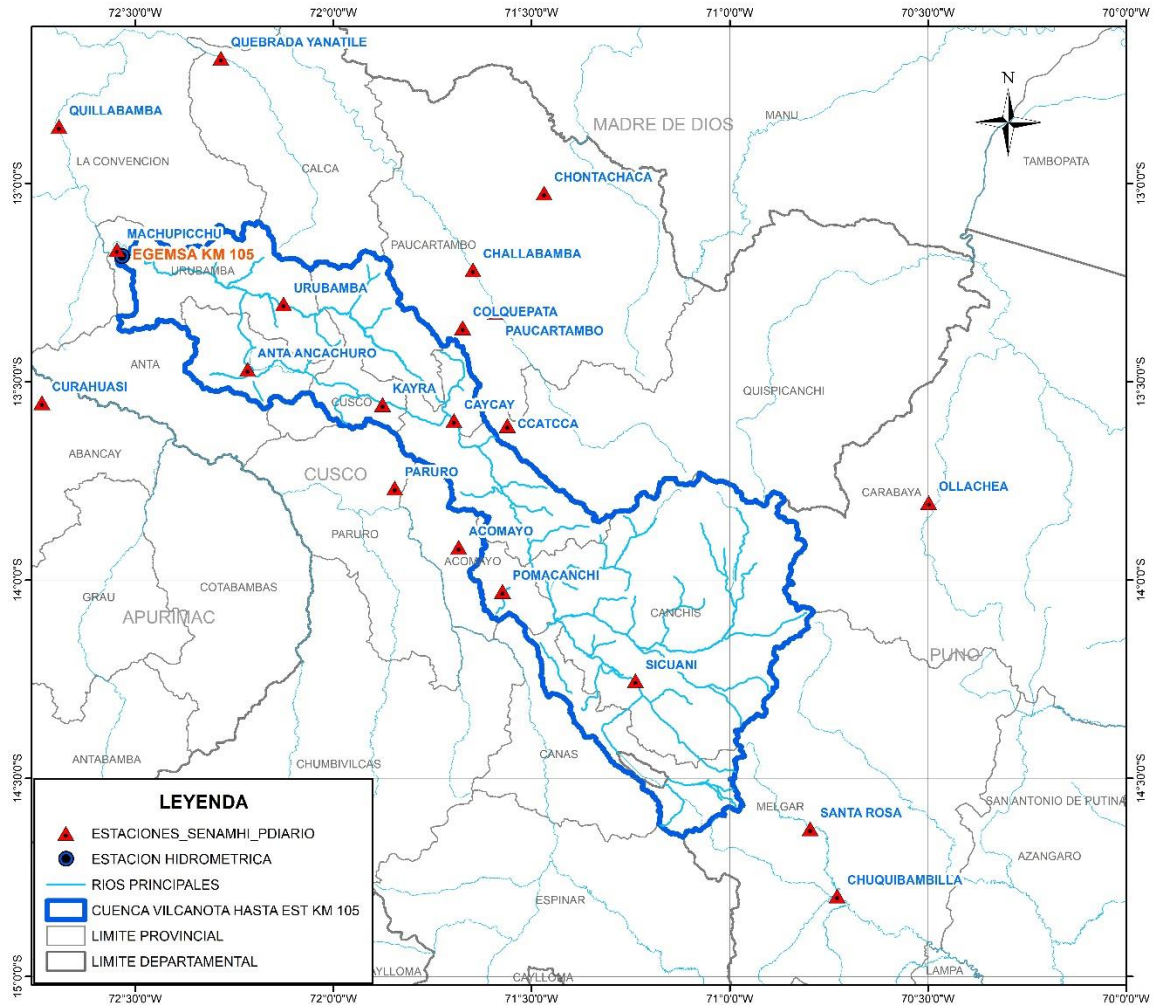 72°30'0"W 72°0'0"W 71°30'0"W 71°0'0"W 70°30'0"W 70°0'0"W
QUEBRADA YANATILE
N
QUILLABAMBA
MADRE DE DIOS
MANU
LA CONVENCION
CALCA
TAMBOPATA
13°0'0"S
13°0'0"S
CHONTACHACA
MACHUPICCHU
PAUCARTAMBO
EGEMSA KM 105
CHALLABAMBA
URUBAMBA
URUBAMBA
COLQUEPATA
PAUCARTAMBO
ANTA ANCACHURO
ANTA
13°30'0"S
13°30'0"S
KAYRA
QUISPICANCHI
CURAHUASI
CUSCO
CAYCAY
CCATCCA
ABANCAY
CUSCO
PARURO
CARABAYA
OLLACHEA
PARURO
ACOMAYO
ACOMAYO
POMACANCHI
14°0'0"S
14°0'0"S
COTABAMBAS
GRAU
APURIMAC
CANCHIS
PUNO
SICUANI
ANTABAMBA
CHUMBIVILCAS
CANAS
14°30'0"S
14°30'0"S
MELGAR
SANTA ROSA
SAN ANTONIO DE PUTINA
AZANGARO
CHUQUIBAMBILLA
ESPINAR
LEYENDA
ESTACIONES_SENAMHI_PDIARIO
ESTACION HIDROMETRICA
RIOS PRINCIPALES
CUENCA VILCANOTA HASTA EST KM 105
LIMITE PROVINCIAL
LIMITE DEPARTAMENTAL
AYLLOMA
CAYLLOMA
LAMPA
15°0'0"S
15°0'0"S
72°30'0"W 72°0'0"W 71°30'0"W 71°0'0"W 70°30'0"W 70°0'0"W